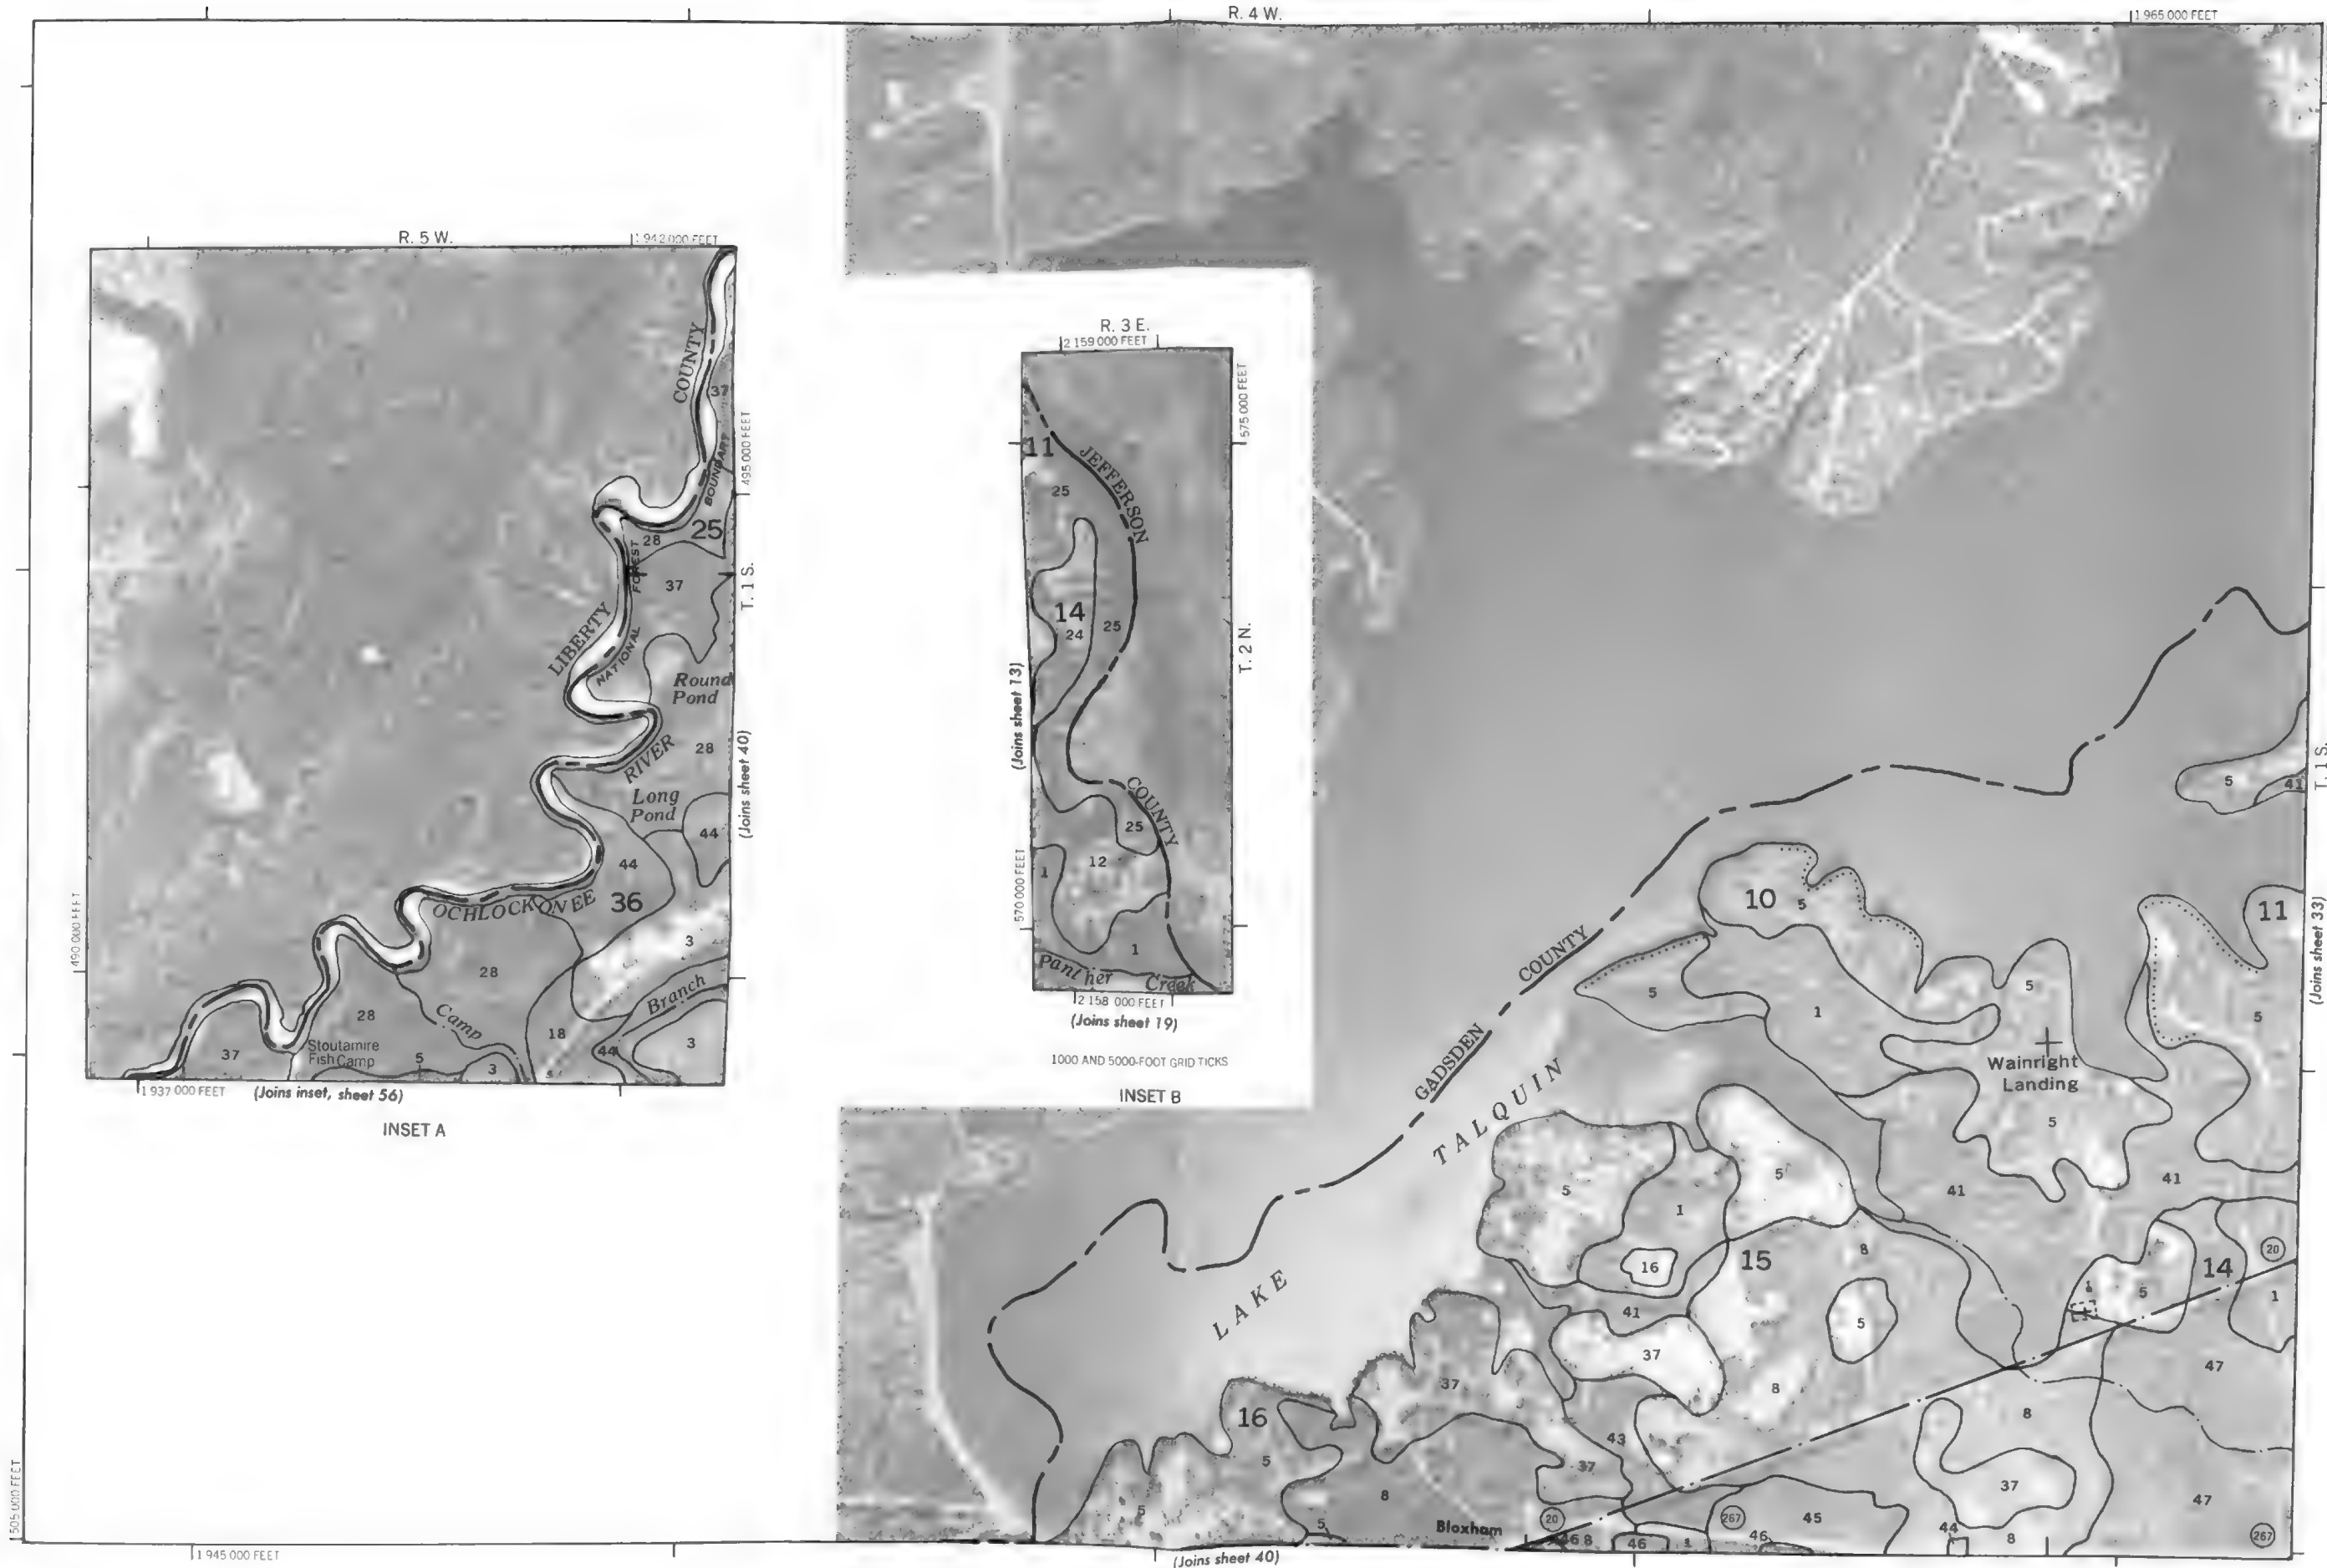 R. 4 W.
1 965 000 FEET
R. 5 W.
1 942 000 FEET
COUNTY
37
BOUNDARY
495 000 FEET
25
28
FOREST
37
T. 1 S.
LIBERTY
NATIONAL
Round
Pond
RIVER
28
(Joins sheet 40)
Long
Pond
44
44
OCHLOCKONEE
36
490 000 FEET
3
28
Branch
28
Camp
18
37
Stoutamire
Fish Camp
5
3
44
3
5
1 937 000 FEET
(Joins inset, sheet 56)
INSET A
R. 3 E.
2 159 000 FEET
575 000 FEET
11
JEFFERSON
25
14
24
25
T. 2 N.
(Joins sheet 13)
COUNTY
25
12
1
570 000 FEET
1
Panther Creek
2 158 000 FEET
(Joins sheet 19)
1000 AND 5000-FOOT GRID TICKS
INSET B
T. 1 S.
5
41
10
5
11
(Joins sheet 33)
GADSDEN COUNTY
5
5
1
5
Wainright
Landing
5
LAKE TALQUIN
5
5
1
41
41
8
15
16
20
14
5
1
41
5
37
47
37
8
16
8
43
5
37
37
8
5
47
5
8
Bloxham
20
267
45
46
44
8
267
46
8
46
1
505 000 FEET
1 945 000 FEET
(Joins sheet 40)